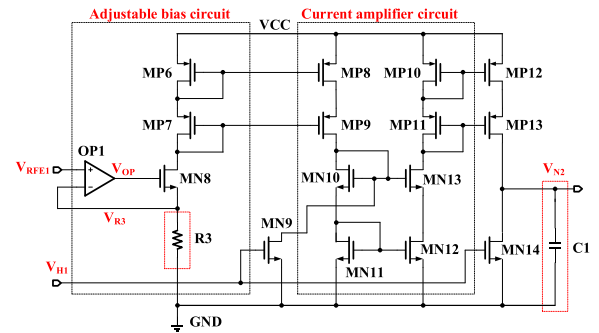 Adjustable bias circuit
Current amplifier circuit
VCC
MP6
MP8
MP10
MP12
MP7
MP9
MP11
MP13
OP1
VRFE1
VOP
MN8
MN10
MN13
VN2
VR3
R3
MN9
VH1
MN11
MN12
MN14
C1
GND
+
−